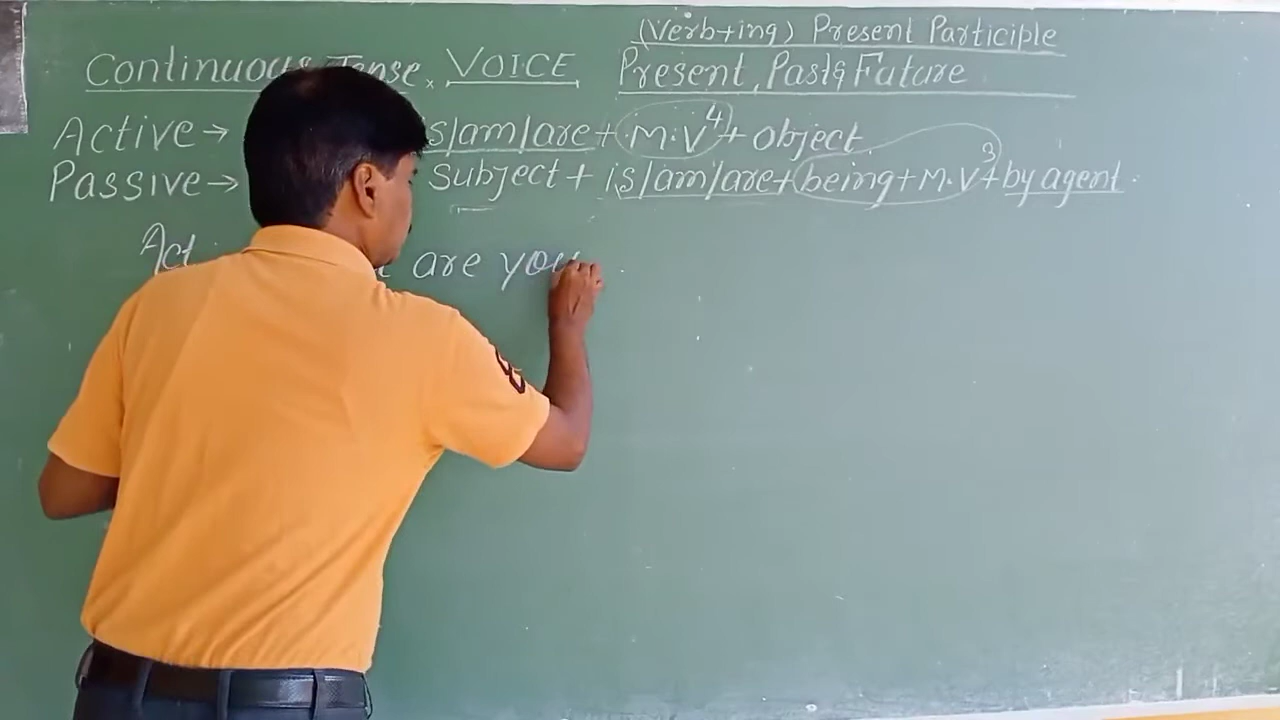 (Verb+ing) Present Participle
Continuous Tense, VOICE Present, Past & Future
Active → is/am/are + M.V⁴ + object.
Passive → subject + is/am/are + being + M.V³ + by agent.
Act are you